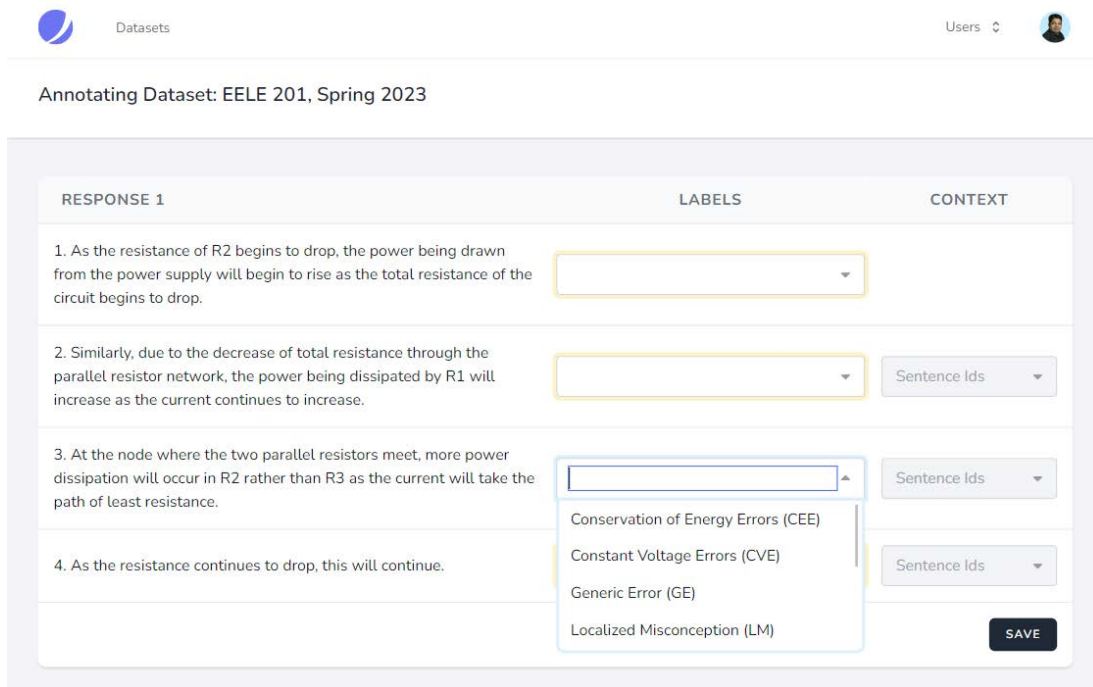 Datasets
Users
Annotating Dataset: EELE 201, Spring 2023
RESPONSE 1
LABELS
CONTEXT
1. As the resistance of R2 begins to drop, the power being drawn
from the power supply will begin to rise as the total resistance of the
circuit begins to drop.
2. Similarly, due to the decrease of total resistance through the
parallel resistor network, the power being dissipated by R1 will
increase as the current continues to increase.
Sentence Ids
3. At the node where the two parallel resistors meet, more power
dissipation will occur in R2 rather than R3 as the current will take the
path of least resistance.
Sentence Ids
Conservation of Energy Errors (CEE)
Constant Voltage Errors (CVE)
Generic Error (GE)
Localized Misconception (LM)
4. As the resistance continues to drop, this will continue.
Sentence Ids
SAVE